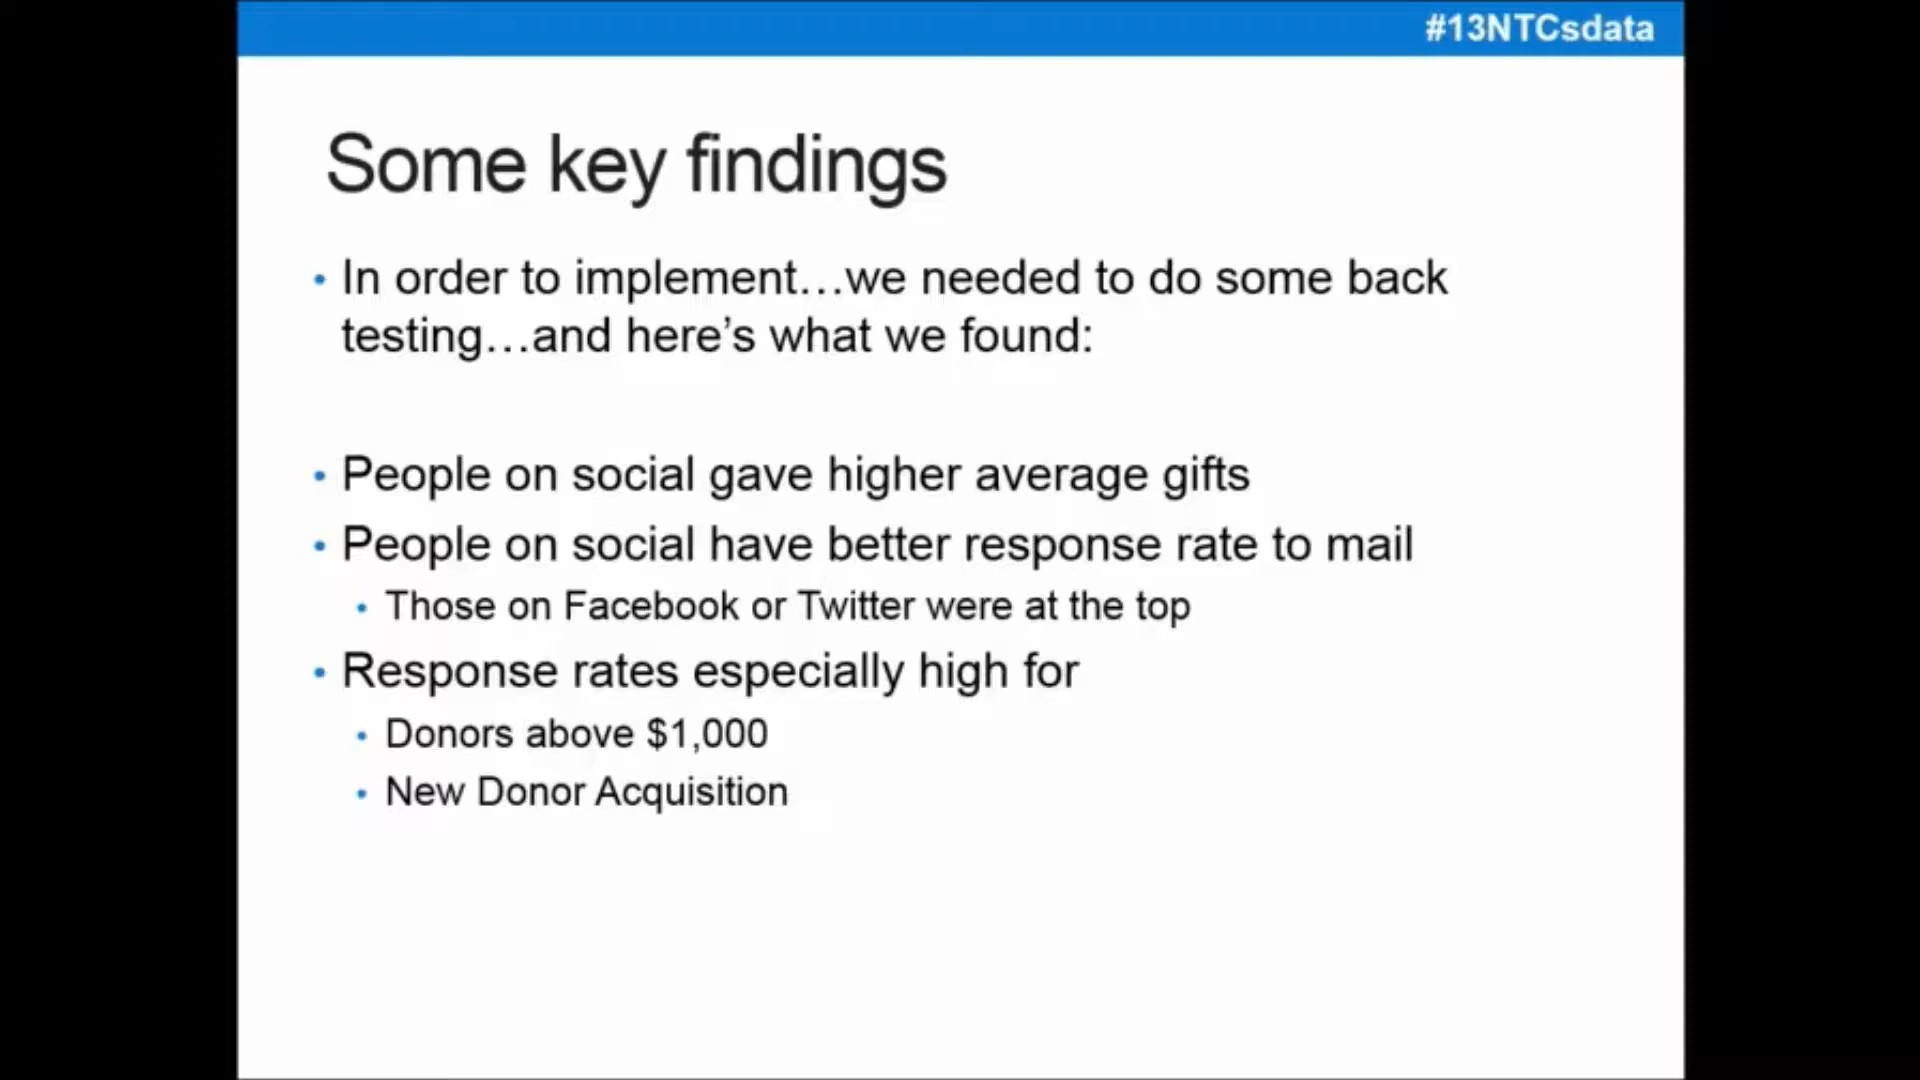 #13NTCsdata
Some key findings
• In order to implement…we needed to do some back
testing…and here’s what we found:
• People on social gave higher average gifts
• People on social have better response rate to mail
• Those on Facebook or Twitter were at the top
• Response rates especially high for
• Donors above $1,000
• New Donor Acquisition